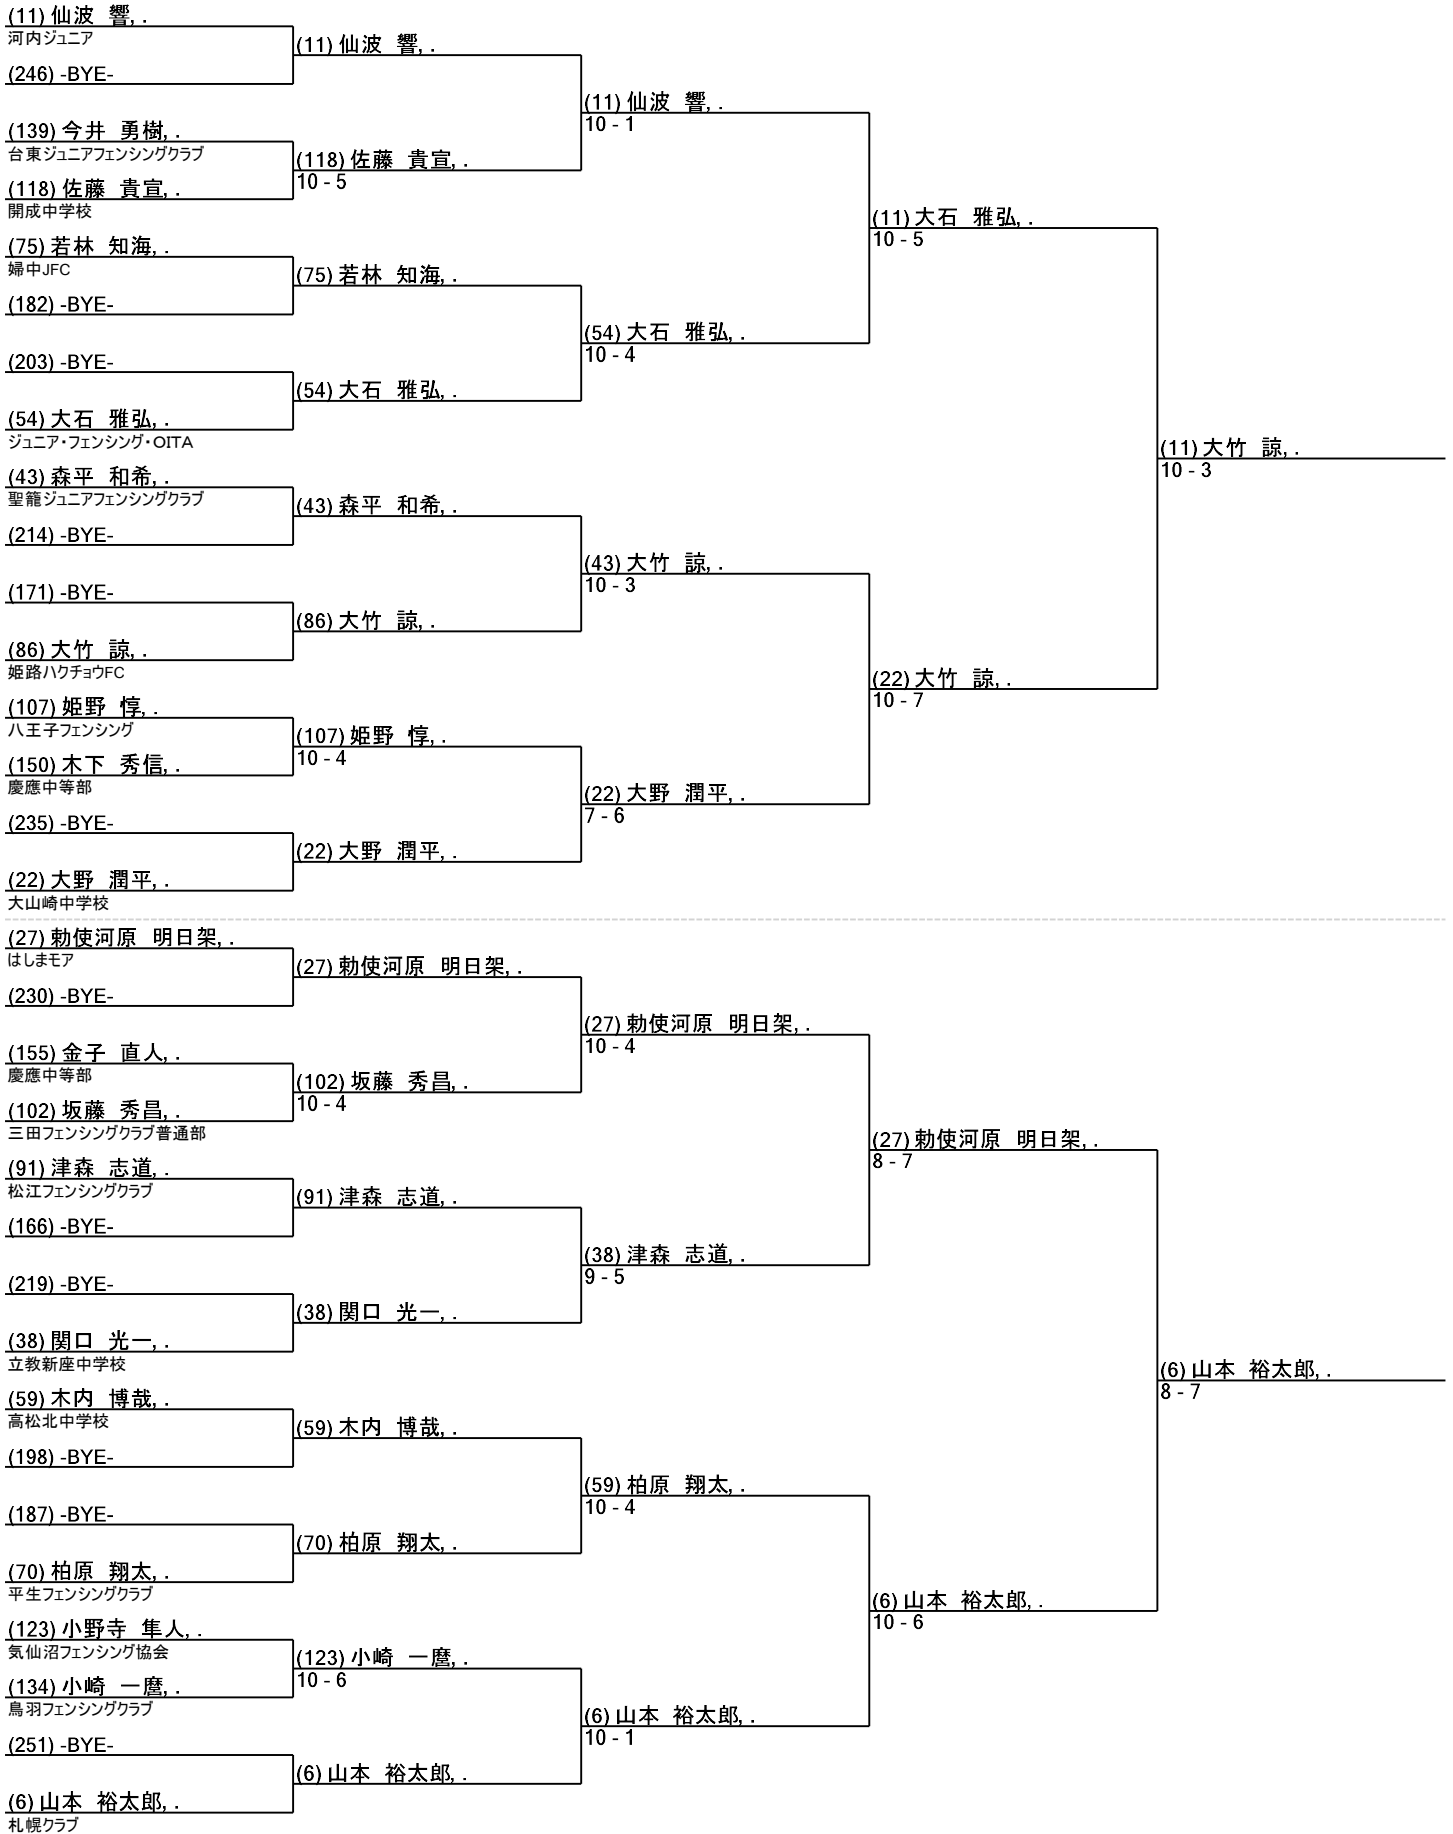 (11) 仙波　響, .
河内ジュニア
(11) 仙波　響, .
(246) -BYE-
(11) 仙波　響, .
10 - 1
(139) 今井　勇樹, .
台東ジュニアフェンシングクラブ
(118) 佐藤　貴宣, .
10 - 5
(118) 佐藤　貴宣, .
開成中学校
(11) 大石　雅弘, .
10 - 5
(75) 若林　知海, .
婦中JFC
(75) 若林　知海, .
(182) -BYE-
(54) 大石　雅弘, .
10 - 4
(203) -BYE-
(54) 大石　雅弘, .
(54) 大石　雅弘, .
ジュニア・フェンシング・OITA
(11) 大竹　諒, .
10 - 3
(43) 森平　和希, .
聖籠ジュニアフェンシングクラブ
(43) 森平　和希, .
(214) -BYE-
(43) 大竹　諒, .
10 - 3
(171) -BYE-
(86) 大竹　諒, .
(86) 大竹　諒, .
姫路ハクチョウFC
(22) 大竹　諒, .
10 - 7
(107) 姫野　惇, .
八王子フェンシング
(107) 姫野　惇, .
10 - 4
(150) 木下　秀信, .
慶應中等部
(22) 大野　潤平, .
7 - 6
(235) -BYE-
(22) 大野　潤平, .
(22) 大野　潤平, .
大山崎中学校
(27) 勅使河原　明日架, .
はしまモア
(27) 勅使河原　明日架, .
(230) -BYE-
(27) 勅使河原　明日架, .
10 - 4
(155) 金子　直人, .
慶應中等部
(102) 坂藤　秀昌, .
10 - 4
(102) 坂藤　秀昌, .
三田フェンシングクラブ普通部
(27) 勅使河原　明日架, .
8 - 7
(91) 津森　志道, .
松江フェンシングクラブ
(91) 津森　志道, .
(166) -BYE-
(38) 津森　志道, .
9 - 5
(219) -BYE-
(38) 関口　光一, .
(38) 関口　光一, .
立教新座中学校
(6) 山本　裕太郎, .
8 - 7
(59) 木内　博哉, .
高松北中学校
(59) 木内　博哉, .
(198) -BYE-
(59) 柏原　翔太, .
10 - 4
(187) -BYE-
(70) 柏原　翔太, .
(70) 柏原　翔太, .
平生フェンシングクラブ
(6) 山本　裕太郎, .
10 - 6
(123) 小野寺　隼人, .
気仙沼フェンシング協会
(123) 小崎　一麿, .
10 - 6
(134) 小崎　一麿, .
鳥羽フェンシングクラブ
(6) 山本　裕太郎, .
10 - 1
(251) -BYE-
(6) 山本　裕太郎, .
(6) 山本　裕太郎, .
札幌クラブ